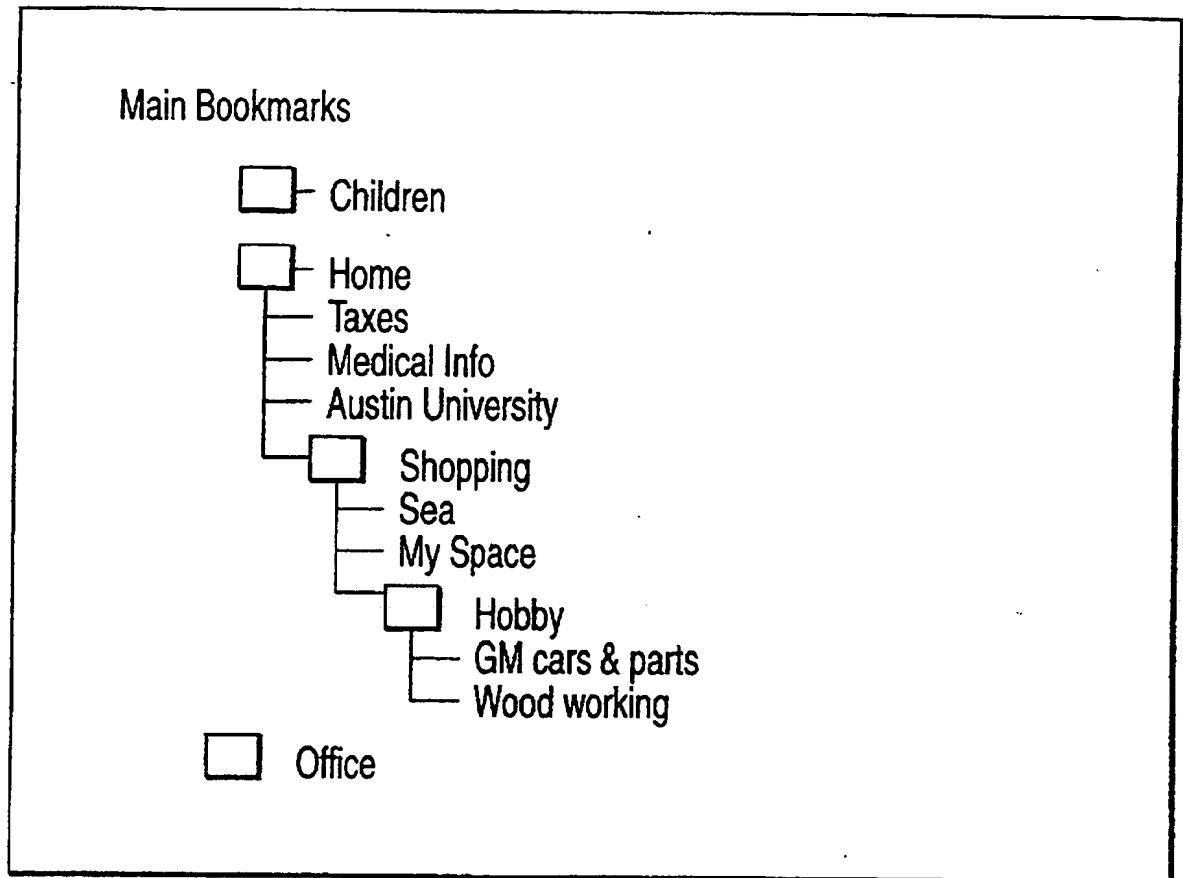 Main Bookmarks
Children
Home
Taxes
Medical Info
Austin University
Shopping
Sea
My Space
Hobby
GM cars & parts
Wood working
Office